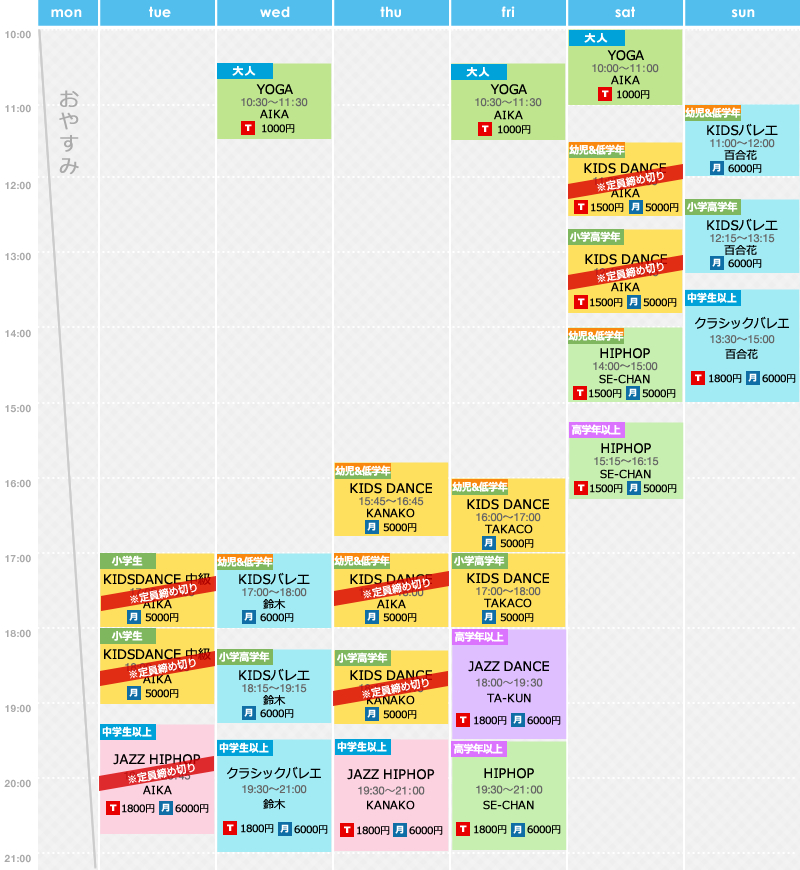 mon tue wed thu fri sat sun
10:00
11:00
12:00
13:00
14:00
15:00
16:00
17:00
18:00
19:00
20:00
21:00
おやすみ
小学生
KIDSDANCE 中級
※定員締め切り
AIKA
月 5000円
小学生
KIDSDANCE 中級
※定員締め切り
AIKA
月 5000円
中学生以上
JAZZ HIPHOP
※定員締め切り
AIKA
T 1800円 月 6000円
大人
YOGA
10:30〜11:30
AIKA
T 1000円
幼児&低学年
KIDSバレエ
17:00〜18:00
鈴木
月 6000円
小学高学年
KIDSバレエ
18:15〜19:15
鈴木
月 6000円
中学生以上
クラシックバレエ
19:30〜21:00
鈴木
T 1800円 月 6000円
幼児&低学年
KIDS DANCE
15:45〜16:45
KANAKO
月 5000円
幼児&低学年
KIDS DANCE
※定員締め切り
AIKA
月 5000円
小学高学年
KIDS DANCE
※定員締め切り
KANAKO
月 5000円
中学生以上
JAZZ HIPHOP
19:30〜21:00
KANAKO
T 1800円 月 6000円
大人
YOGA
10:30〜11:30
AIKA
T 1000円
幼児&低学年
KIDS DANCE
16:00〜17:00
TAKACO
月 5000円
小学高学年
KIDS DANCE
17:00〜18:00
TAKACO
月 5000円
高学年以上
JAZZ DANCE
18:00〜19:30
TA-KUN
T 1800円 月 6000円
高学年以上
HIPHOP
19:30〜21:00
SE-CHAN
T 1800円 月 6000円
大人
YOGA
10:00〜11:00
AIKA
T 1000円
幼児&低学年
KIDS DANCE
※定員締め切り
AIKA
T 1500円 月 5000円
小学高学年
KIDS DANCE
※定員締め切り
AIKA
T 1500円 月 5000円
幼児&低学年
HIPHOP
14:00〜15:00
SE-CHAN
T 1500円 月 5000円
高学年以上
HIPHOP
15:15〜16:15
SE-CHAN
T 1500円 月 5000円
幼児&低学年
KIDSバレエ
11:00〜12:00
百合花
月 6000円
小学高学年
KIDSバレエ
12:15〜13:15
百合花
月 6000円
中学生以上
クラシックバレエ
13:30〜15:00
百合花
T 1800円 月 6000円